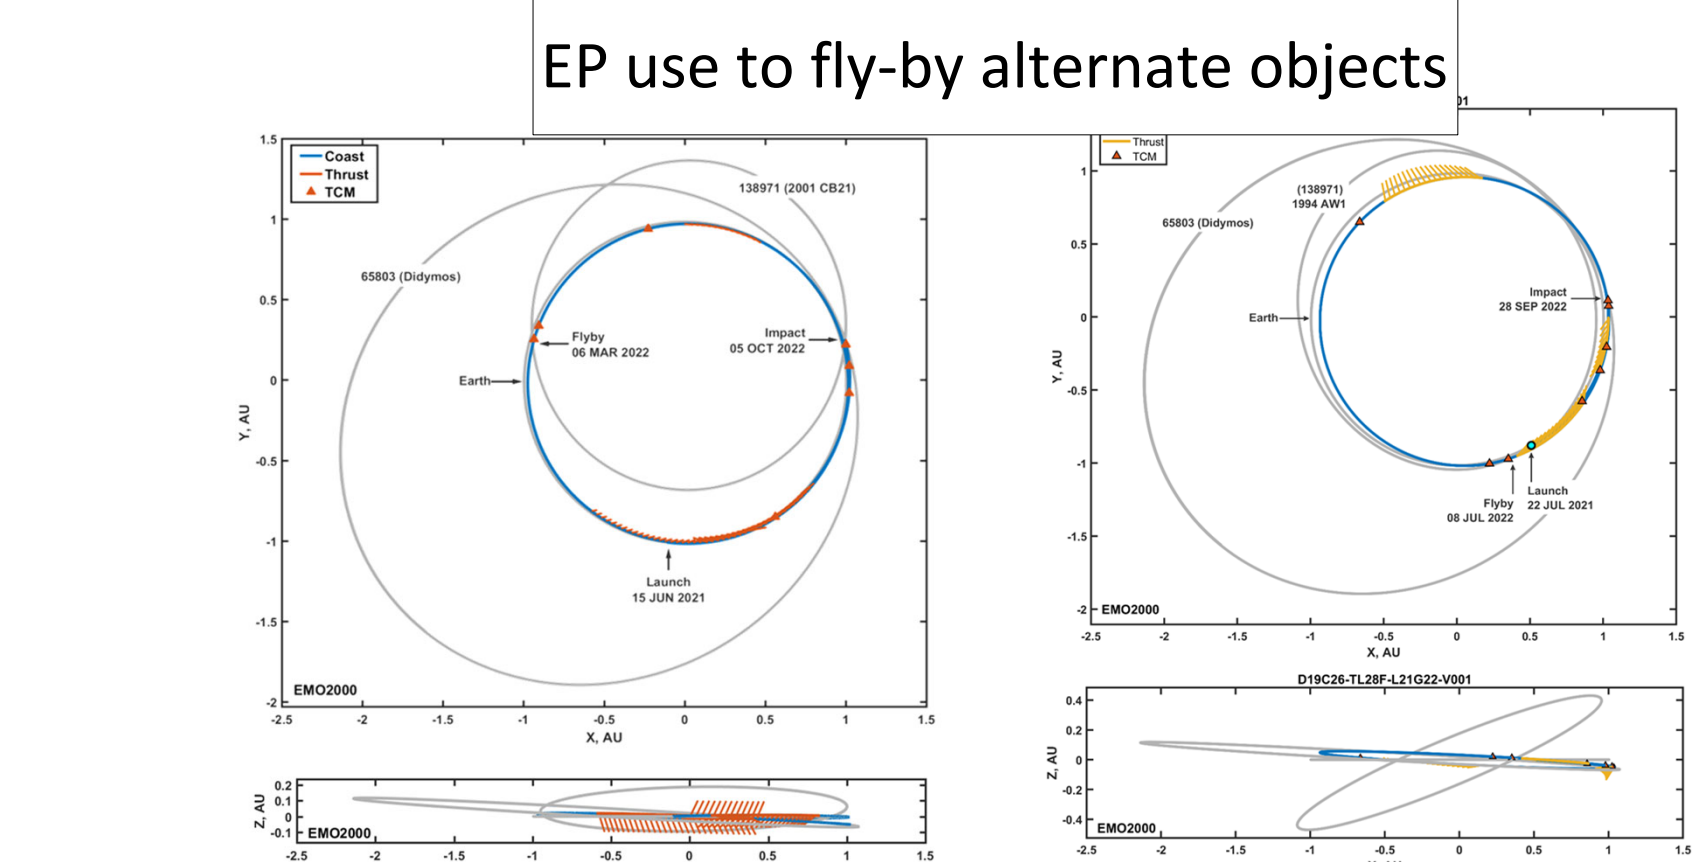 EP use to fly-by alternate objects
01
1.5
1
0.5
0
-0.5
-1
-1.5
-2
Y, AU
Coast
Thrust
TCM
138971 (2001 CB21)
65803 (Didymos)
Flyby
06 MAR 2022
Impact
05 OCT 2022
Earth
Launch
15 JUN 2021
EMO2000
-2.5 -2 -1.5 -1 -0.5 0 0.5 1 1.5
X, AU
0.2
0.1
0
-0.1
Z, AU
EMO2000
-2.5 -2 -1.5 -1 -0.5 0 0.5 1 1.5
Thrust
TCM
1
0.5
0
-0.5
-1
-1.5
-2
Y, AU
(138971)
1994 AW1
65803 (Didymos)
Impact
28 SEP 2022
Earth
Launch
22 JUL 2021
Flyby
08 JUL 2022
EMO2000
-2.5 -2 -1.5 -1 -0.5 0 0.5 1 1.5
X, AU
D19C26-TL28F-L21G22-V001
0.4
0.2
0
-0.2
-0.4
Z, AU
EMO2000
-2.5 -2 -1.5 -1 -0.5 0 0.5 1 1.5